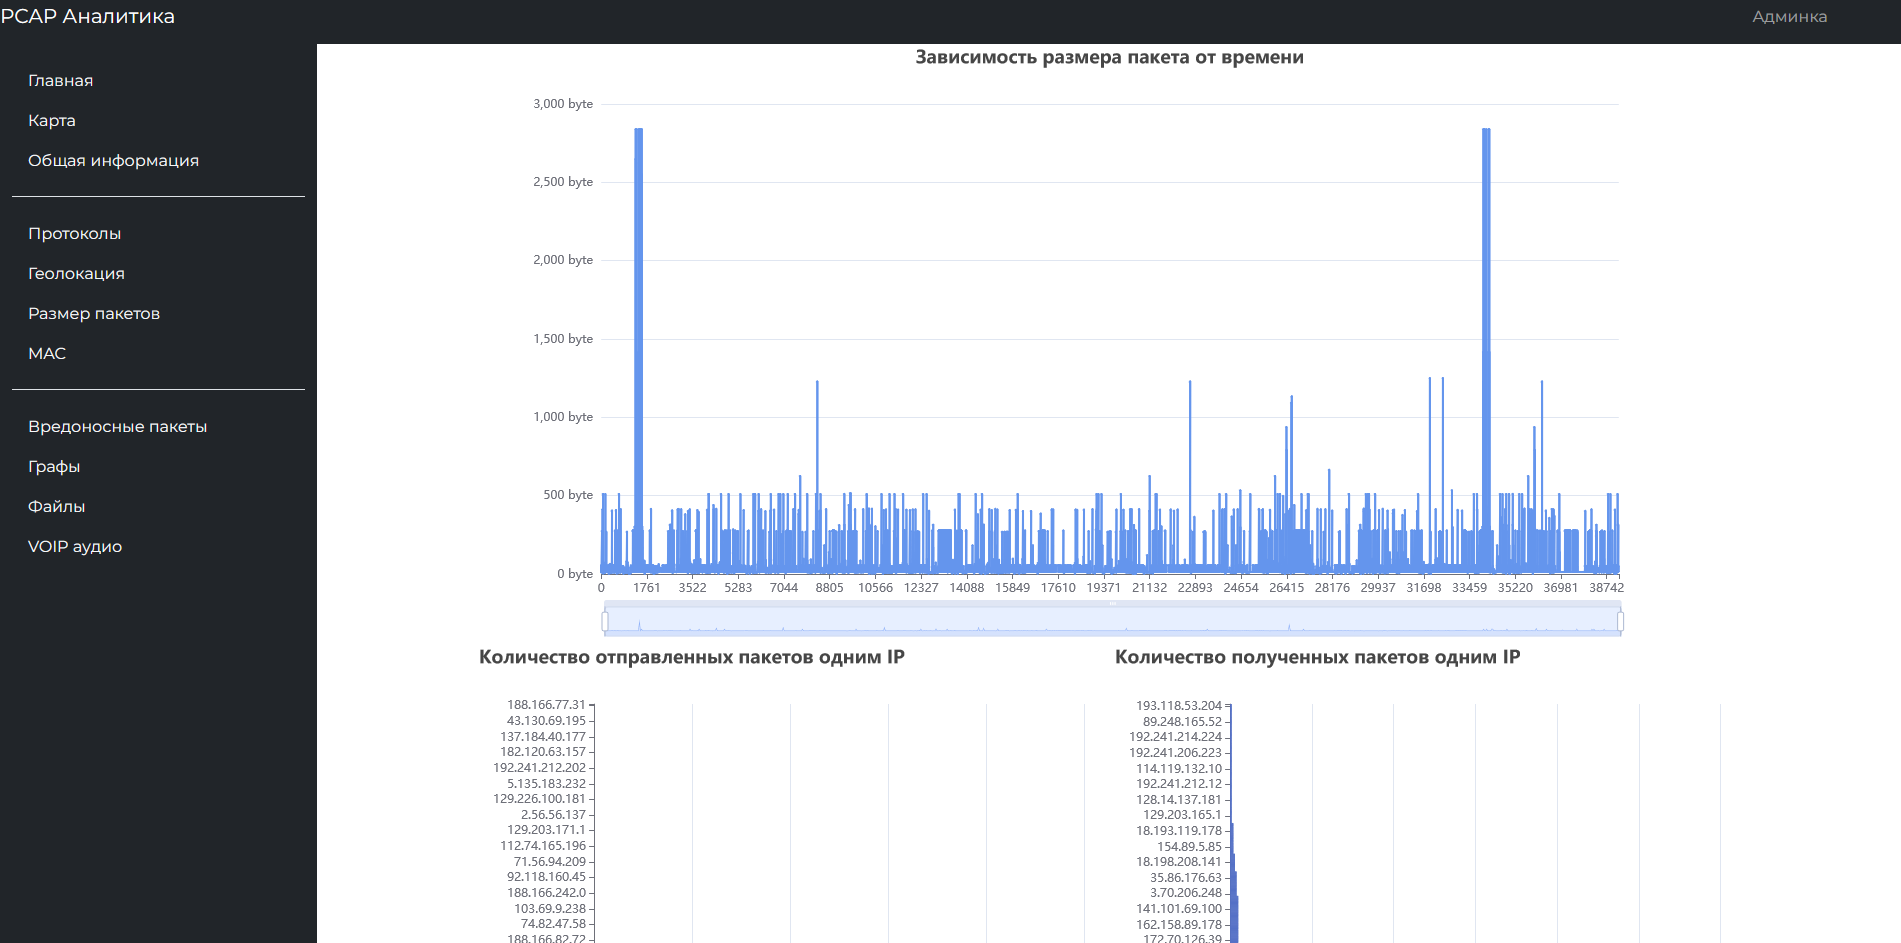 PCAP Аналитика
Админка
Главная
Карта
Общая информация
Протоколы
Геолокация
Размер пакетов
MAC
Вредоносные пакеты
Графы
Файлы
VOIP аудио
Зависимость размера пакета от времени
3,000 byte
2,500 byte
2,000 byte
1,500 byte
1,000 byte
500 byte
0 byte
0 1761 3522 5283 7044 8805 10566 12327 14088 15849 17610 19371 21132 22893 24654 26415 28176 29937 31698 33459 35220 36981 38742
Количество отправленных пакетов одним IP
188.166.77.31
43.130.69.195
137.184.40.177
182.120.63.157
192.241.212.202
5.135.183.232
129.226.100.181
2.56.56.137
129.203.171.1
112.74.165.196
71.56.94.209
92.118.160.45
188.166.242.0
103.69.9.238
74.82.47.58
188.166.82.72
Количество полученных пакетов одним IP
193.118.53.204
89.248.165.52
192.241.214.224
192.241.206.223
114.119.132.10
192.241.212.12
128.14.137.181
129.203.165.1
18.193.119.178
154.89.5.85
18.198.208.141
35.86.176.63
3.70.206.248
141.101.69.100
162.158.89.178
172.70.126.39